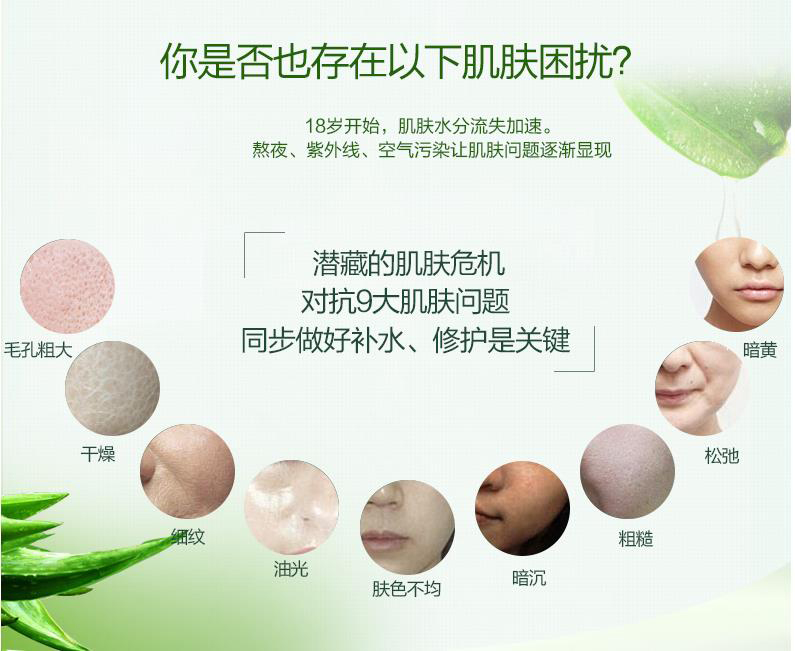 你是否也存在以下肌肤困扰？
18岁开始，肌肤水分流失加速。
熬夜、紫外线、空气污染让肌肤问题逐渐显现
潜藏的肌肤危机
对抗9大肌肤问题
同步做好补水、修护是关键
毛孔粗大
干燥
细纹
油光
肤色不均
暗沉
粗糙
松弛
暗黄